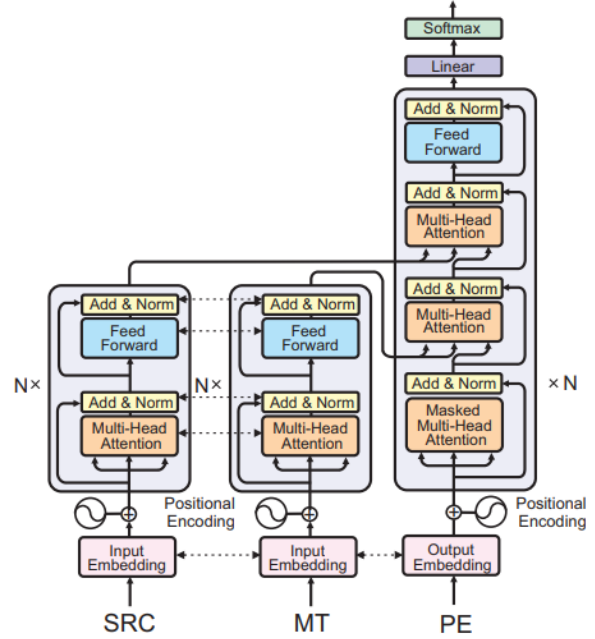 Softmax
Linear
Add & Norm
Feed
Forward
Add & Norm
Multi-Head
Attention
Add & Norm
Multi-Head
Attention
Add & Norm
Masked
Multi-Head
Attention
× N
Positional
Encoding
Output
Embedding
PE
Add & Norm
Feed
Forward
N×
Add & Norm
Multi-Head
Attention
Positional
Encoding
Input
Embedding
SRC
Add & Norm
Feed
Forward
N×
Add & Norm
Multi-Head
Attention
Input
Embedding
MT